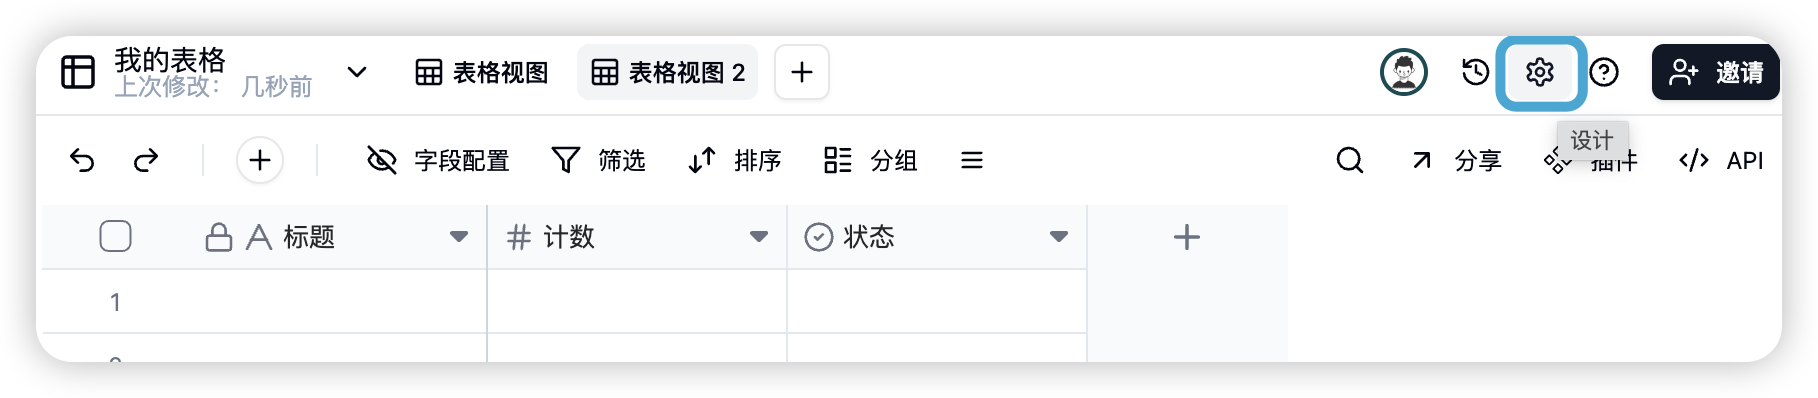 我的表格
上次修改： 几秒前
表格视图
表格视图 2
邀请
设计
字段配置
筛选
排序
分组
分享
插件
API
标题
计数
状态
1